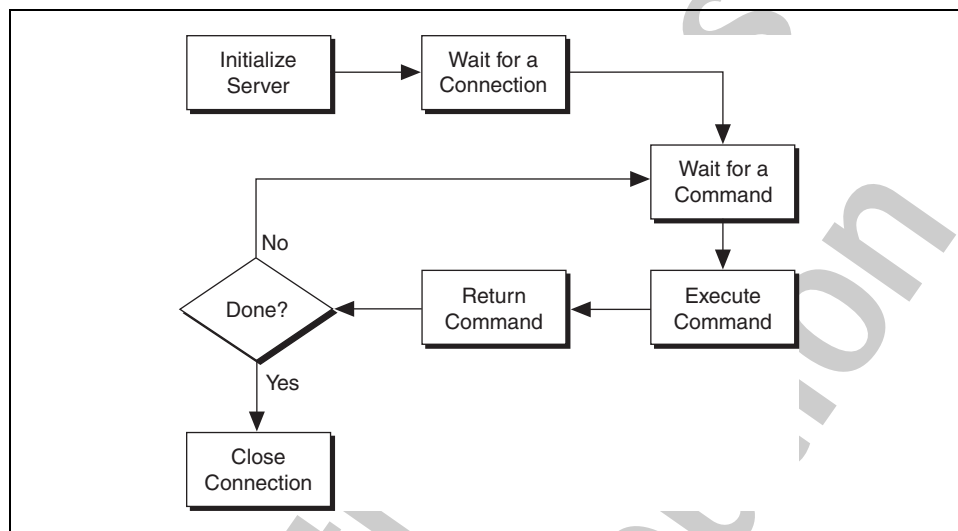 Initialize
Server
Wait for a
Connection
Wait for a
Command
Execute
Command
Return
Command
Done?
No
Yes
Close
Connection